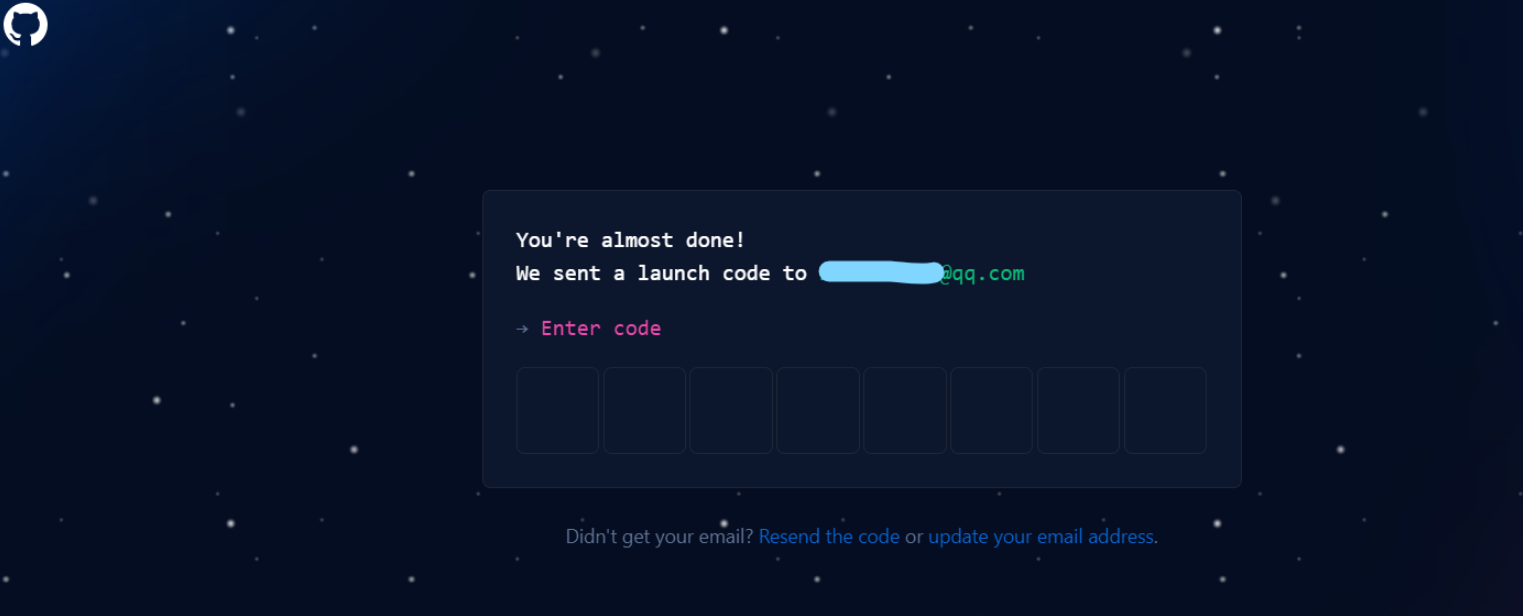 You're almost done!
We sent a launch code to @qq.com
→ Enter code
Didn't get your email? Resend the code or update your email address.